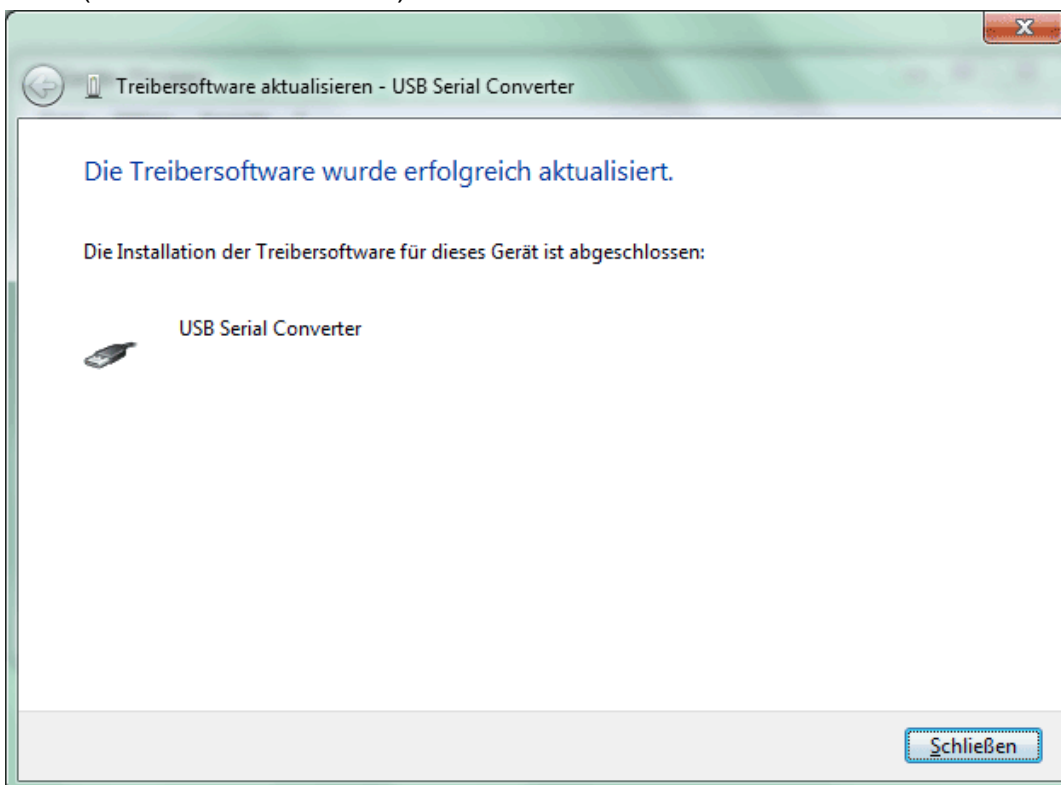 Treibersoftware aktualisieren - USB Serial Converter
Die Treibersoftware wurde erfolgreich aktualisiert.
Die Installation der Treibersoftware für dieses Gerät ist abgeschlossen:
USB Serial Converter
Schließen